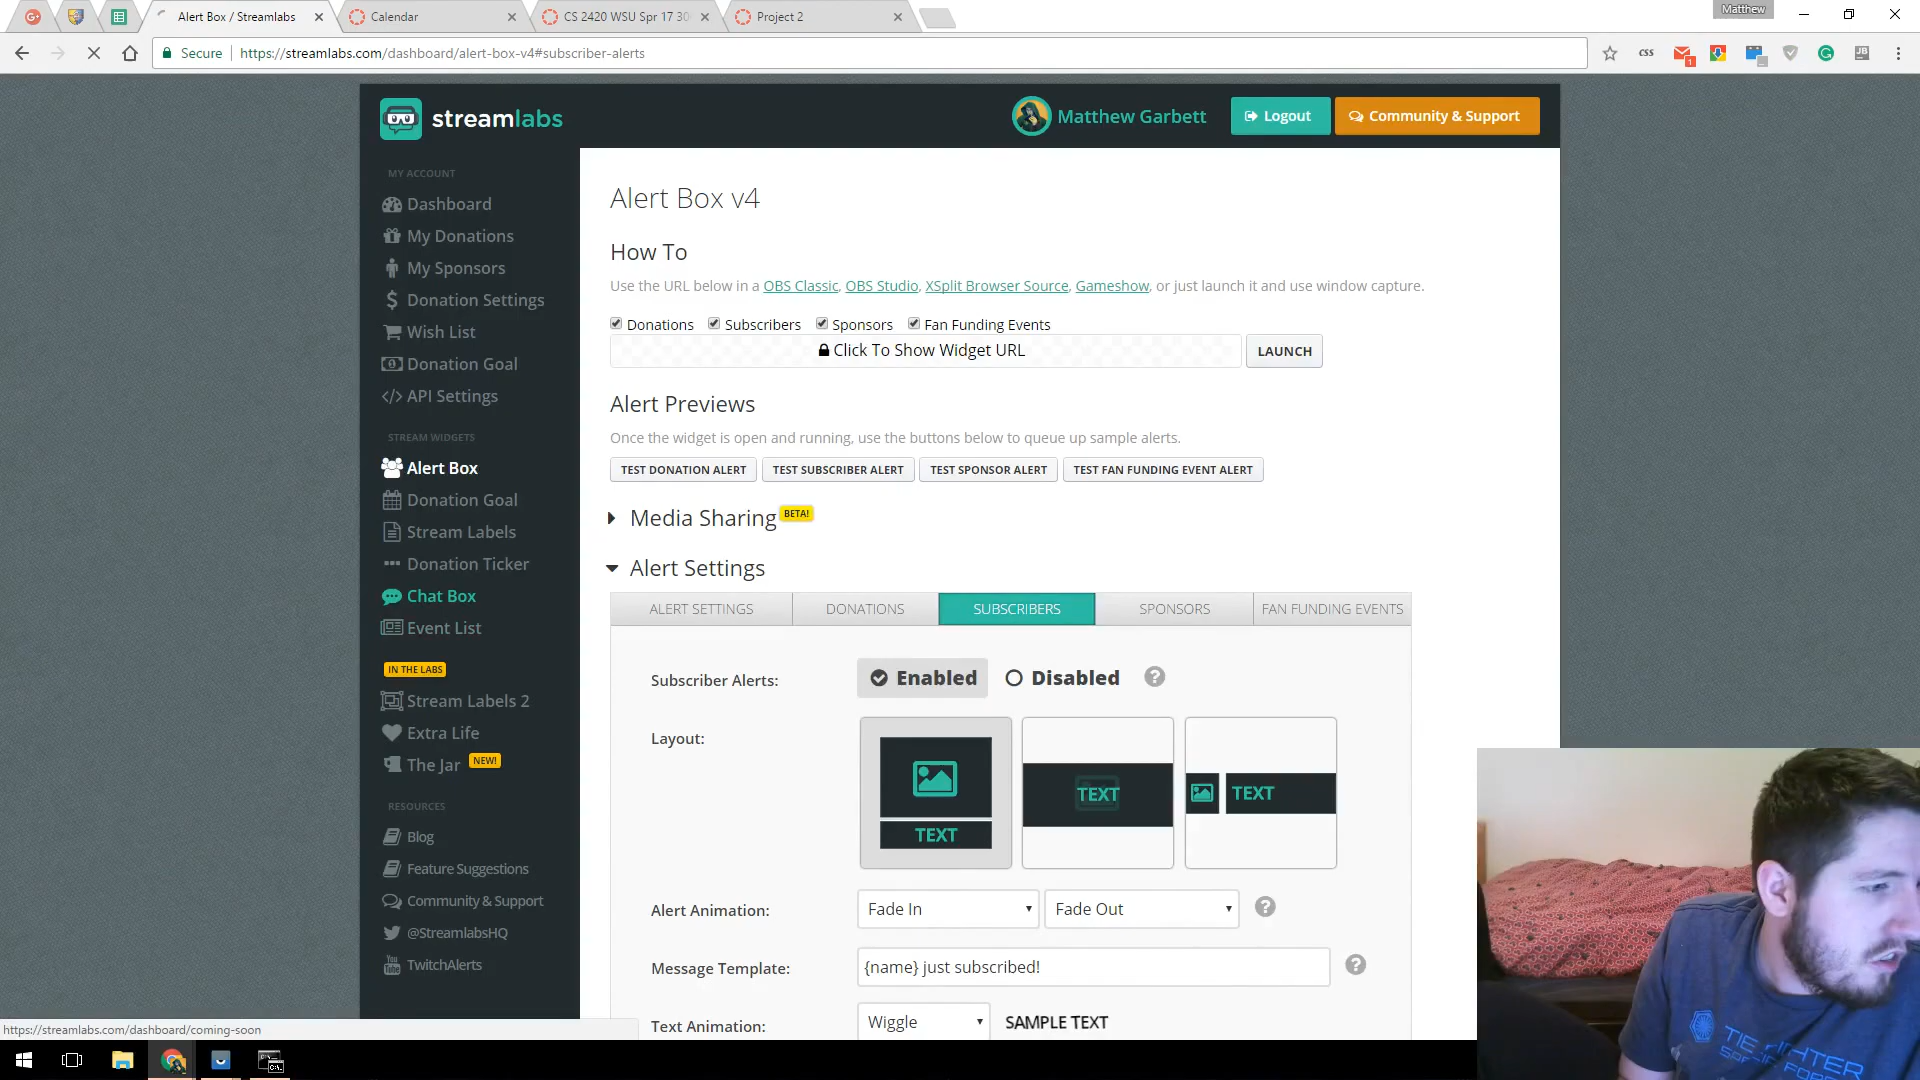 Alert Box / Streamlabs
Calendar
CS 2420 WSU Spr 17 30
Project 2
Matthew
Secure
https://streamlabs.com/dashboard/alert-box-v4#subscriber-alerts
css
1
JB
streamlabs
Matthew Garbett
Logout
Community & Support
MY ACCOUNT
Dashboard
My Donations
My Sponsors
Donation Settings
Wish List
Donation Goal
API Settings
STREAM WIDGETS
Alert Box
Donation Goal
Stream Labels
Donation Ticker
Chat Box
Event List
IN THE LABS
Stream Labels 2
Extra Life
The Jar NEW!
RESOURCES
Blog
Feature Suggestions
Community & Support
@StreamlabsHQ
TwitchAlerts
Alert Box v4
How To
Use the URL below in a OBS Classic, OBS Studio, XSplit Browser Source, Gameshow, or just launch it and use window capture.
Donations Subscribers Sponsors Fan Funding Events
Click To Show Widget URL
LAUNCH
Alert Previews
Once the widget is open and running, use the buttons below to queue up sample alerts.
TEST DONATION ALERT TEST SUBSCRIBER ALERT TEST SPONSOR ALERT TEST FAN FUNDING EVENT ALERT
Media Sharing BETA!
Alert Settings
ALERT SETTINGS DONATIONS SUBSCRIBERS SPONSORS FAN FUNDING EVENTS
Subscriber Alerts: Enabled Disabled ?
Layout:
TEXT
TEXT
TEXT
Alert Animation: Fade In Fade Out ?
Message Template: {name} just subscribed! ?
Text Animation: Wiggle SAMPLE TEXT
https://streamlabs.com/dashboard/coming-soon